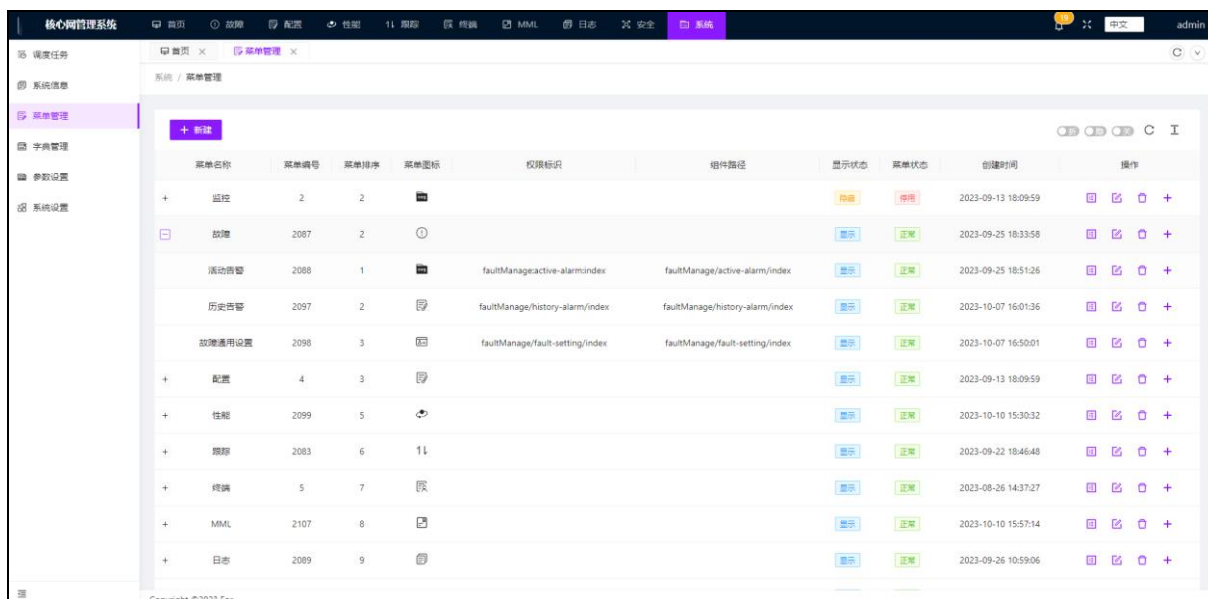 核心网管理系统 首页 故障 配置 性能 跟踪 终端 MML 日志 安全 系统 19 中文 admin
调度任务
系统信息
菜单管理
字典管理
参数设置
系统设置
首页 × 菜单管理 ×
系统 / 菜单管理
+ 新建
菜单名称 菜单编号 菜单排序 菜单图标 权限标识 组件路径 显示状态 菜单状态 创建时间 操作
+ 监控 2 2 隐藏 停用 2023-09-13 18:09:59
故障 2087 2 显示 正常 2023-09-25 18:33:58
活动告警 2088 1 faultManage:active-alarm:index faultManage/active-alarm/index 显示 正常 2023-09-25 18:51:26
历史告警 2097 2 faultManage/history-alarm/index faultManage/history-alarm/index 显示 正常 2023-10-07 16:01:36
故障通用设置 2098 3 faultManage/fault-setting/index faultManage/fault-setting/index 显示 正常 2023-10-07 16:50:01
+ 配置 4 3 显示 正常 2023-09-13 18:09:59
+ 性能 2099 5 显示 正常 2023-10-10 15:30:32
+ 跟踪 2083 6 显示 正常 2023-09-22 18:46:48
+ 终端 5 7 显示 正常 2023-08-26 14:37:27
+ MML 2107 8 显示 正常 2023-10-10 15:57:14
+ 日志 2089 9 显示 正常 2023-09-26 10:59:06
Copyright ©2023